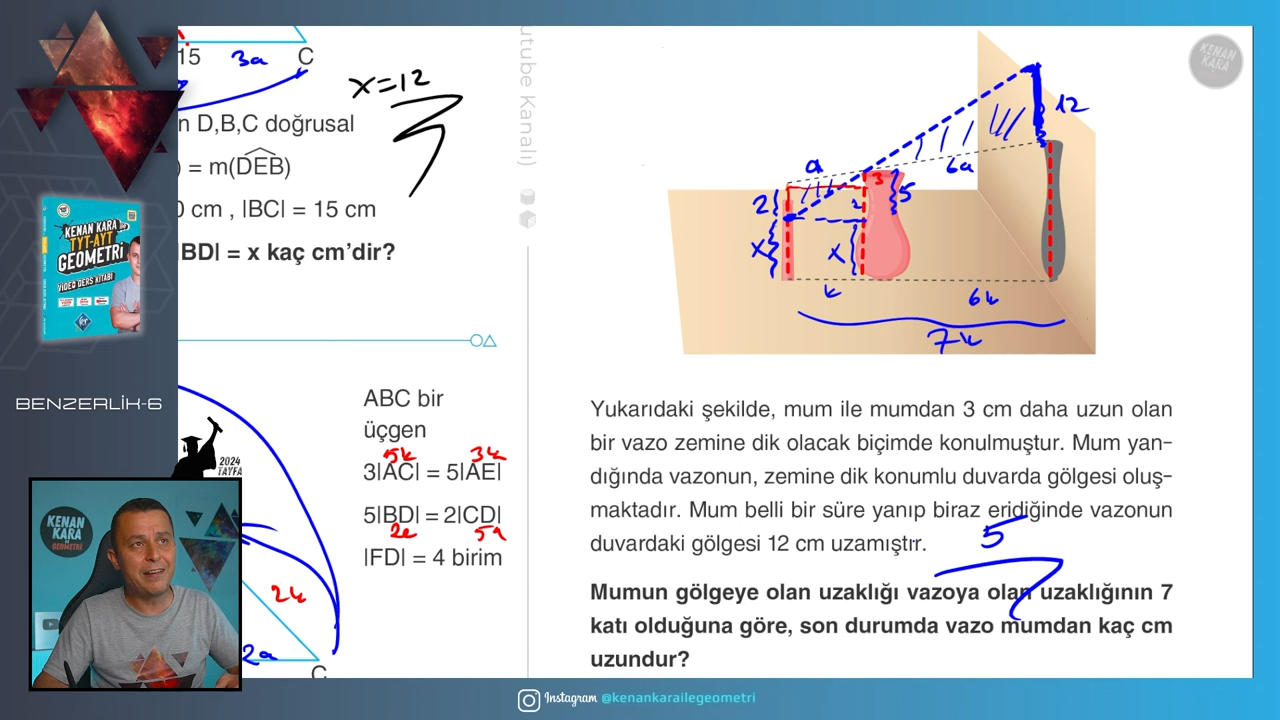 15 3a C
x=12
n D,B,C doğrusal
) = m(DEB)
0 cm , |BC| = 15 cm
|BD| = x kaç cm'dir?
KENAN KARA ile
TYT-AYT
GEOMETRİ
VİDEO DERS KİTABI
BENZERLİK-6
2024
TAYFA
ABC bir
üçgen
5k 3k
3|AC| = 5|AE|
5|BD| = 2|CD|
2a 5a
|FD| = 4 birim
2k
2a
C
KENAN
KARA
ile
GEOMETRİ
utube Kanalı)
KENAN
KARA
12
a 6a
2 3 5
2
x x
k 6k
7k
Yukarıdaki şekilde, mum ile mumdan 3 cm daha uzun olan
bir vazo zemine dik olacak biçimde konulmuştur. Mum yan-
dığında vazonun, zemine dik konumlu duvarda gölgesi oluş-
maktadır. Mum belli bir süre yanıp biraz eridiğinde vazonun
duvardaki gölgesi 12 cm uzamıştır.
5
Mumun gölgeye olan uzaklığı vazoya olan uzaklığının 7
katı olduğuna göre, son durumda vazo mumdan kaç cm
uzundur?
Instagram @kenankarailegeometri